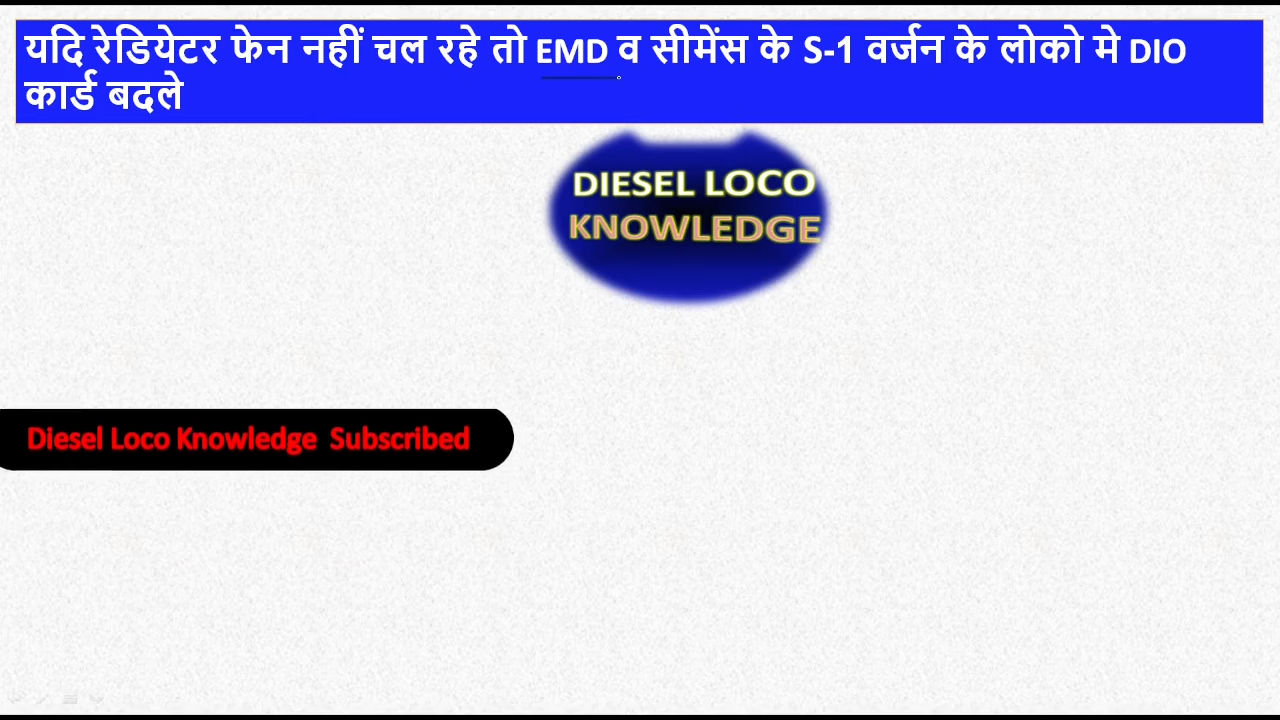 यदि रेडियेटर फेन नहीं चल रहे तो EMD व सीमेंस के S-1 वर्जन के लोको मे DIO
कार्ड बदले
DIESEL LOCO
KNOWLEDGE
Diesel Loco Knowledge Subscribed